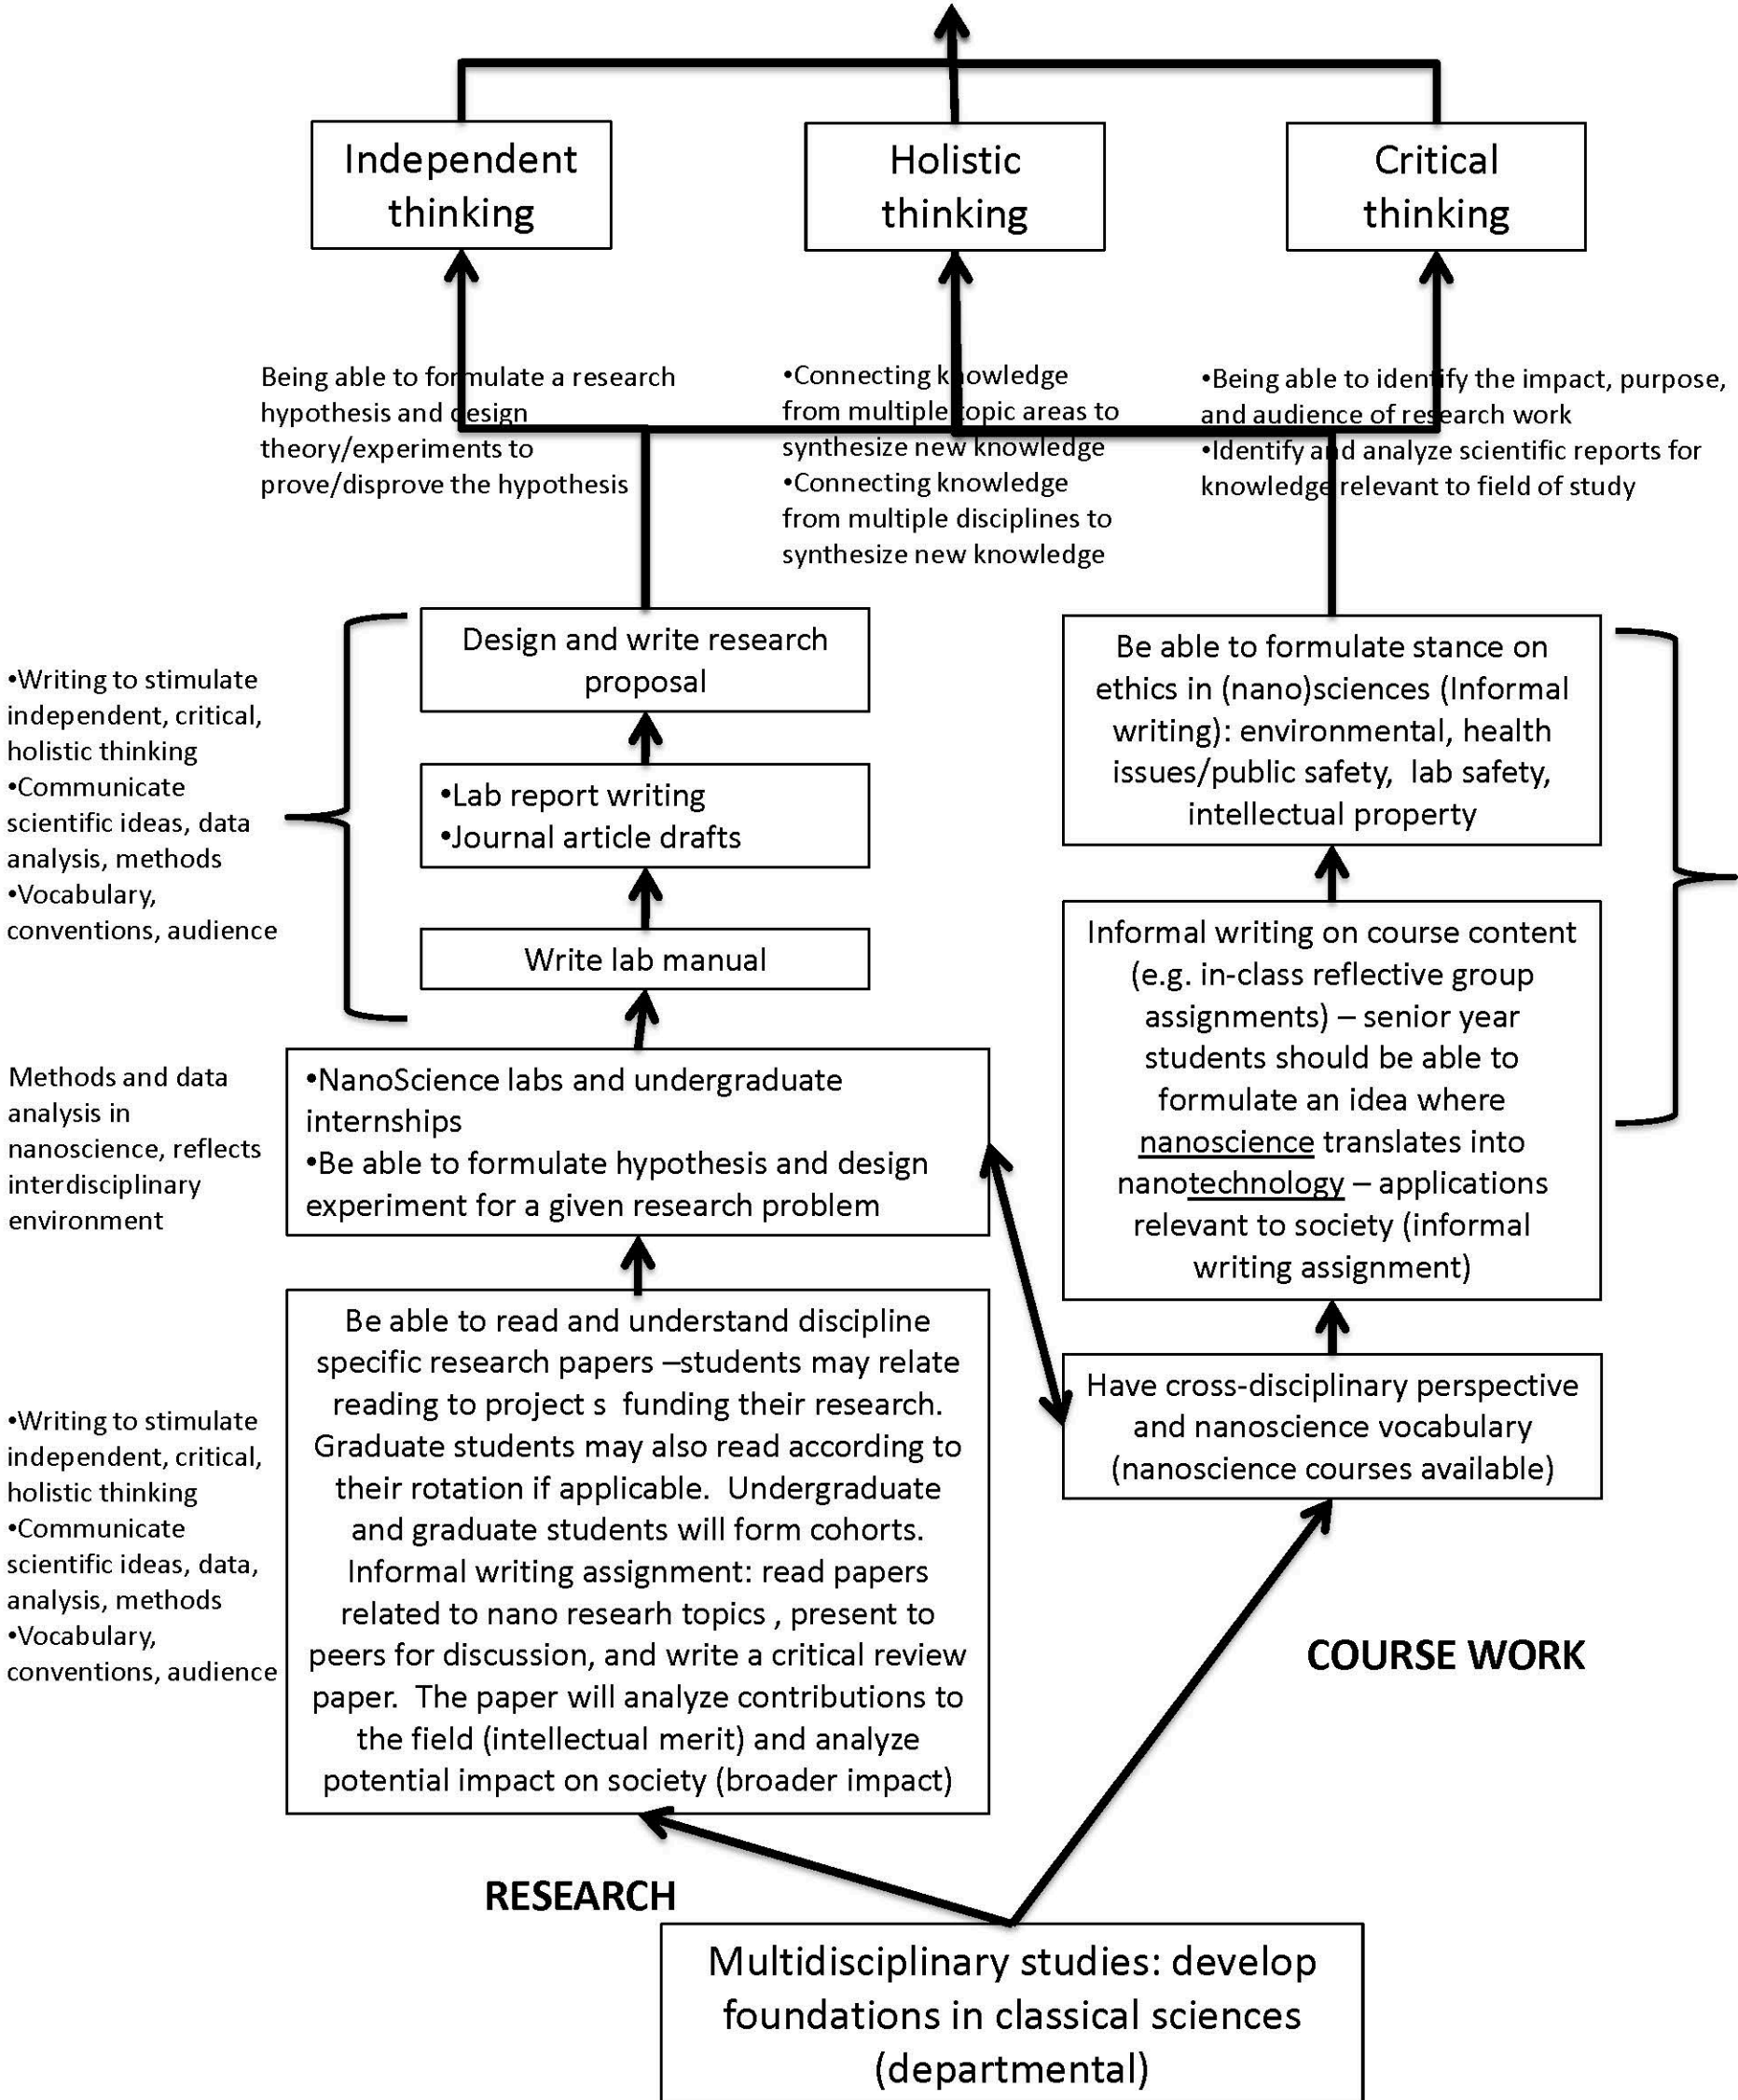 Independent
thinking
Holistic
thinking
Critical
thinking
Being able to formulate a research
hypothesis and design
theory/experiments to
prove/disprove the hypothesis
•Connecting knowledge
from multiple topic areas to
synthesize new knowledge
•Connecting knowledge
from multiple disciplines to
synthesize new knowledge
•Being able to identify the impact, purpose,
and audience of research work
•Identify and analyze scientific reports for
knowledge relevant to field of study
•Writing to stimulate
independent, critical,
holistic thinking
•Communicate
scientific ideas, data
analysis, methods
•Vocabulary,
conventions, audience
Design and write research
proposal
•Lab report writing
•Journal article drafts
Write lab manual
Be able to formulate stance on
ethics in (nano)sciences (Informal
writing): environmental, health
issues/public safety,  lab safety,
intellectual property
Informal writing on course content
(e.g. in-class reflective group
assignments) – senior year
students should be able to
formulate an idea where
nanoscience translates into
nanotechnology – applications
relevant to society (informal
writing assignment)
Methods and data
analysis in
nanoscience, reflects
interdisciplinary
environment
•NanoScience labs and undergraduate
internships
•Be able to formulate hypothesis and design
experiment for a given research problem
Have cross-disciplinary perspective
and nanoscience vocabulary
(nanoscience courses available)
•Writing to stimulate
independent, critical,
holistic thinking
•Communicate
scientific ideas, data,
analysis, methods
•Vocabulary,
conventions, audience
Be able to read and understand discipline
specific research papers –students may relate
reading to project s  funding their research.
Graduate students may also read according to
their rotation if applicable.  Undergraduate
and graduate students will form cohorts.
Informal writing assignment: read papers
related to nano researh topics , present to
peers for discussion, and write a critical review
paper.  The paper will analyze contributions to
the field (intellectual merit) and analyze
potential impact on society (broader impact)
COURSE WORK
RESEARCH
Multidisciplinary studies: develop
foundations in classical sciences
(departmental)